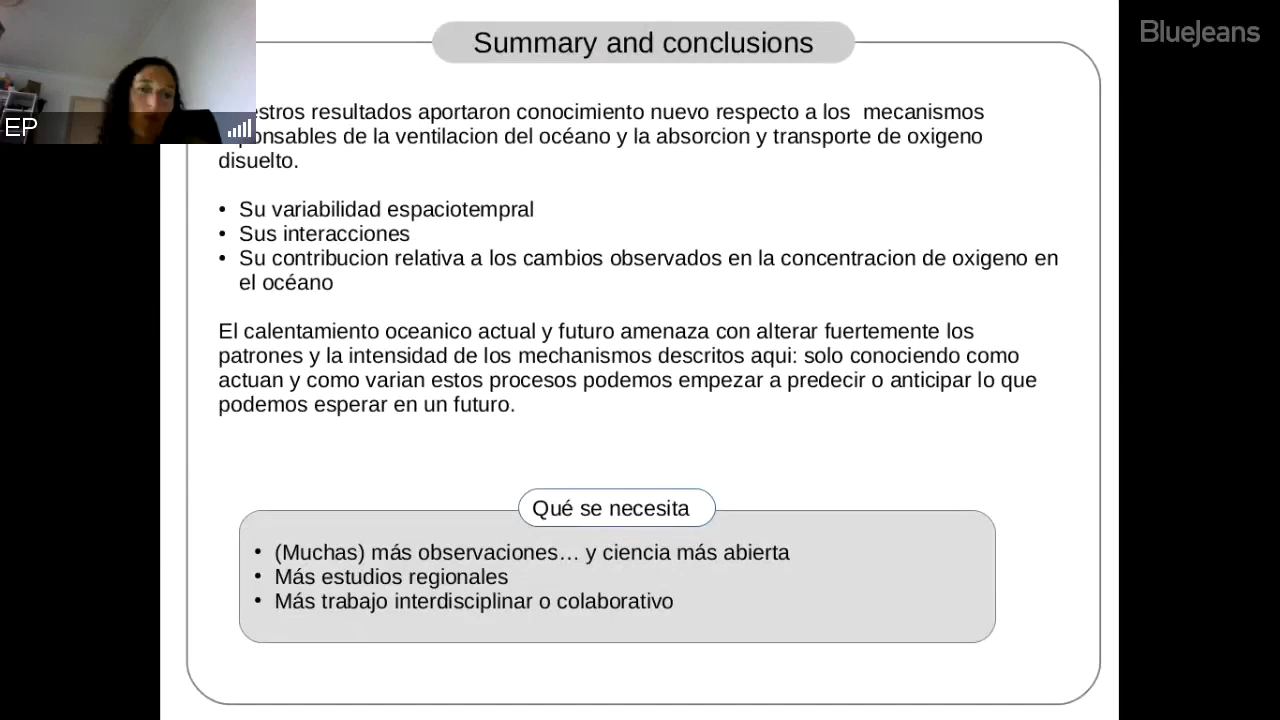 Summary and conclusions
BlueJeans
EP
estros resultados aportaron conocimiento nuevo respecto a los mecanismos
ponsables de la ventilacion del océano y la absorcion y transporte de oxigeno
disuelto.
• Su variabilidad espaciotempral
• Sus interacciones
• Su contribucion relativa a los cambios observados en la concentracion de oxigeno en
el océano
El calentamiento oceanico actual y futuro amenaza con alterar fuertemente los
patrones y la intensidad de los mechanismos descritos aqui: solo conociendo como
actuan y como varian estos procesos podemos empezar a predecir o anticipar lo que
podemos esperar en un futuro.
Qué se necesita
• (Muchas) más observaciones… y ciencia más abierta
• Más estudios regionales
• Más trabajo interdisciplinar o colaborativo